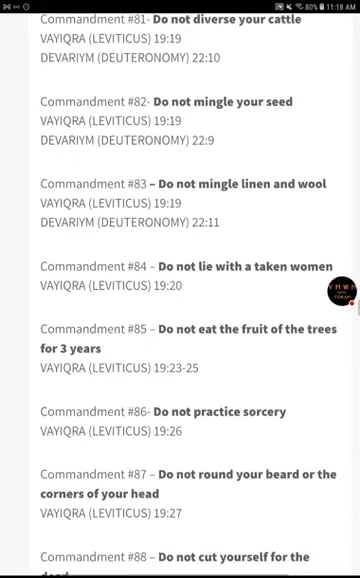 80% 11:18 AM
Commandment #81- Do not diverse your cattle
VAYIQRA (LEVITICUS) 19:19
DEVARIYM (DEUTERONOMY) 22:10
Commandment #82- Do not mingle your seed
VAYIQRA (LEVITICUS) 19:19
DEVARIYM (DEUTERONOMY) 22:9
Commandment #83 – Do not mingle linen and wool
VAYIQRA (LEVITICUS) 19:19
DEVARIYM (DEUTERONOMY) 22:11
Commandment #84 – Do not lie with a taken women
VAYIQRA (LEVITICUS) 19:20
YMWM
TORAH
Commandment #85 – Do not eat the fruit of the trees
for 3 years
VAYIQRA (LEVITICUS) 19:23-25
Commandment #86- Do not practice sorcery
VAYIQRA (LEVITICUS) 19:26
Commandment #87 – Do not round your beard or the
corners of your head
VAYIQRA (LEVITICUS) 19:27
Commandment #88 – Do not cut yourself for the
dead